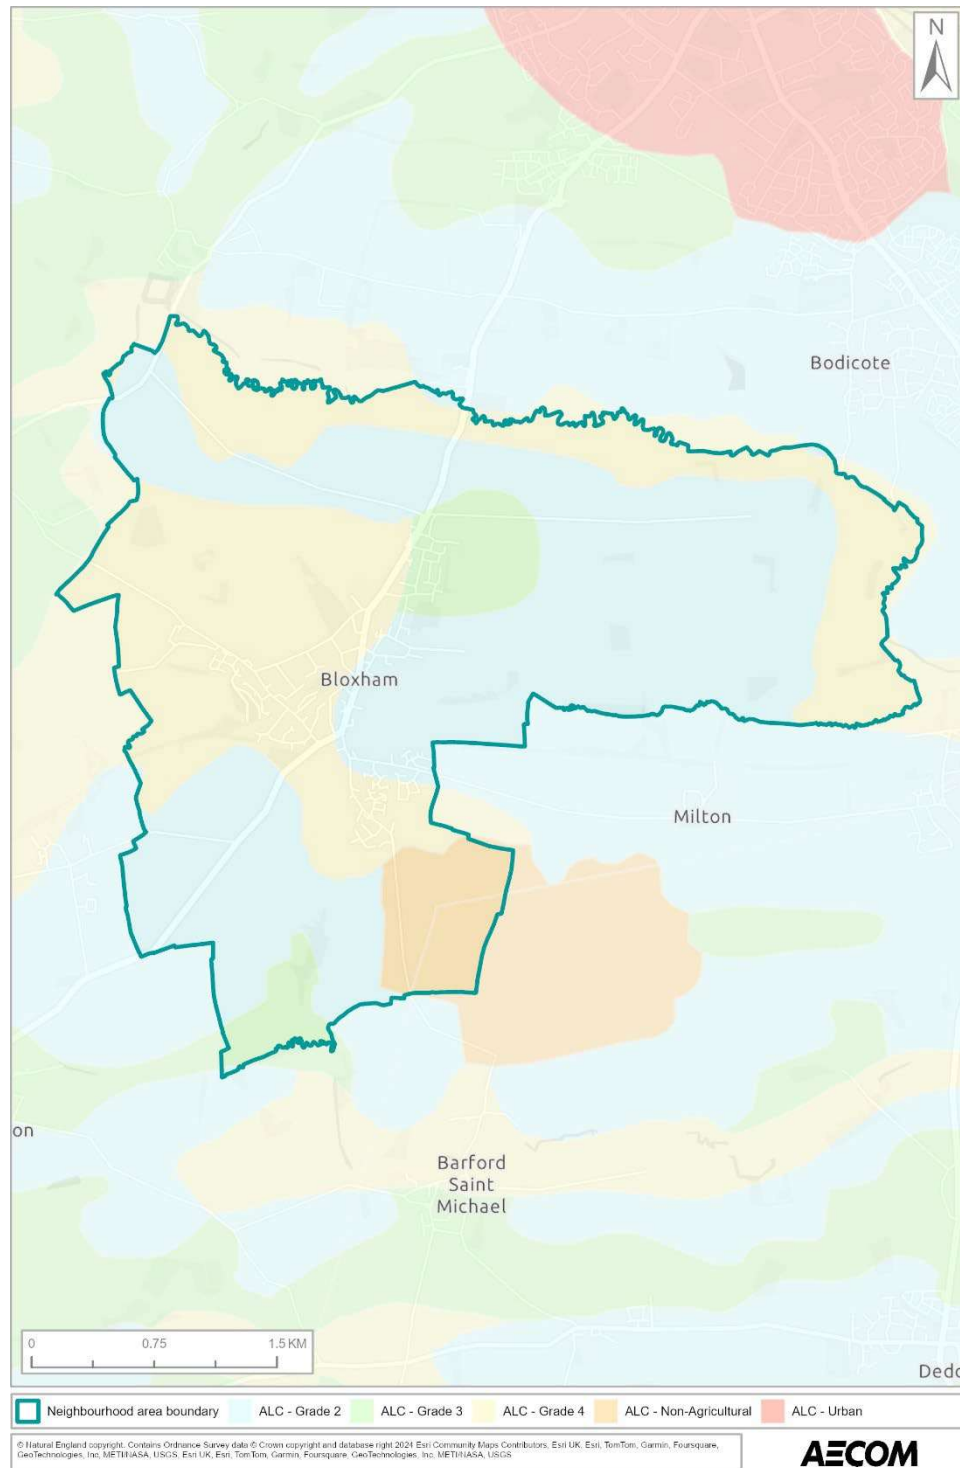 N
Bodicote
Bloxham
Milton
on
Barford
Saint
Michael
0 0.75 1.5 KM
Dedd
Neighbourhood area boundary ALC - Grade 2 ALC - Grade 3 ALC - Grade 4 ALC - Non-Agricultural ALC - Urban
© Natural England copyright. Contains Ordnance Survey data © Crown copyright and database right 2024 Esri Community Maps Contributors, Esri UK, Esri, TomTom, Garmin, Foursquare,
GeoTechnologies, Inc, METI/NASA, USGS, Esri UK, Esri, TomTom, Garmin, Foursquare, GeoTechnologies, Inc, METI/NASA, USGS
AECOM